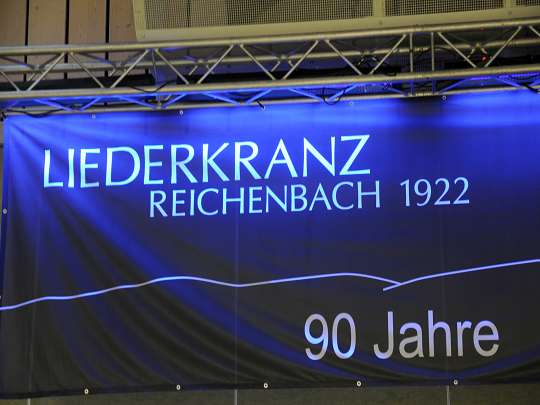 LIEDERKRANZ
REICHENBACH 1922
90 Jahre